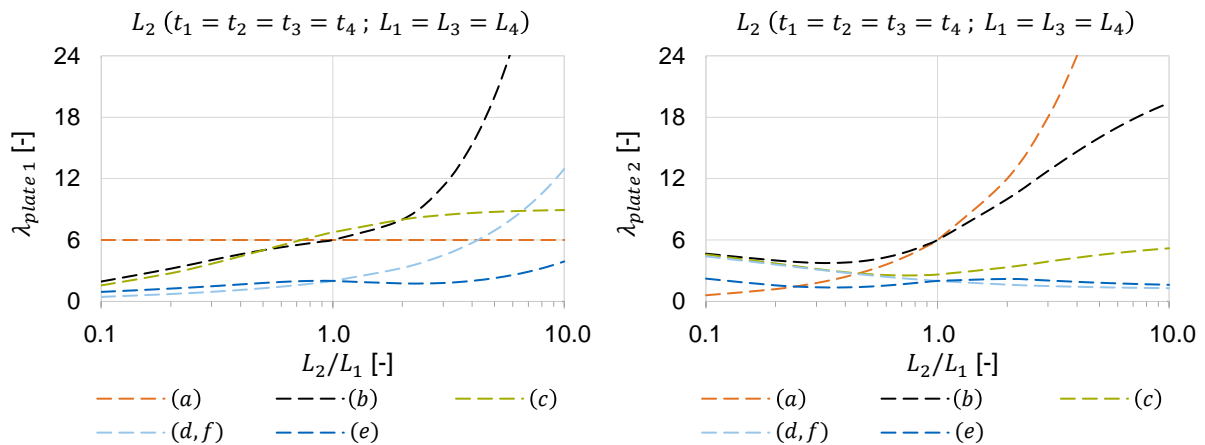 L₂ (t₁ = t₂ = t₃ = t₄ ; L₁ = L₃ = L₄)
24
18
12
6
0
λplate 1 [-]
0.1
1.0
10.0
L₂/L₁ [-]
(a)
(b)
(c)
(d, f)
(e)
L₂ (t₁ = t₂ = t₃ = t₄ ; L₁ = L₃ = L₄)
24
18
12
6
0
λplate 2 [-]
0.1
1.0
10.0
L₂/L₁ [-]
(a)
(b)
(c)
(d, f)
(e)